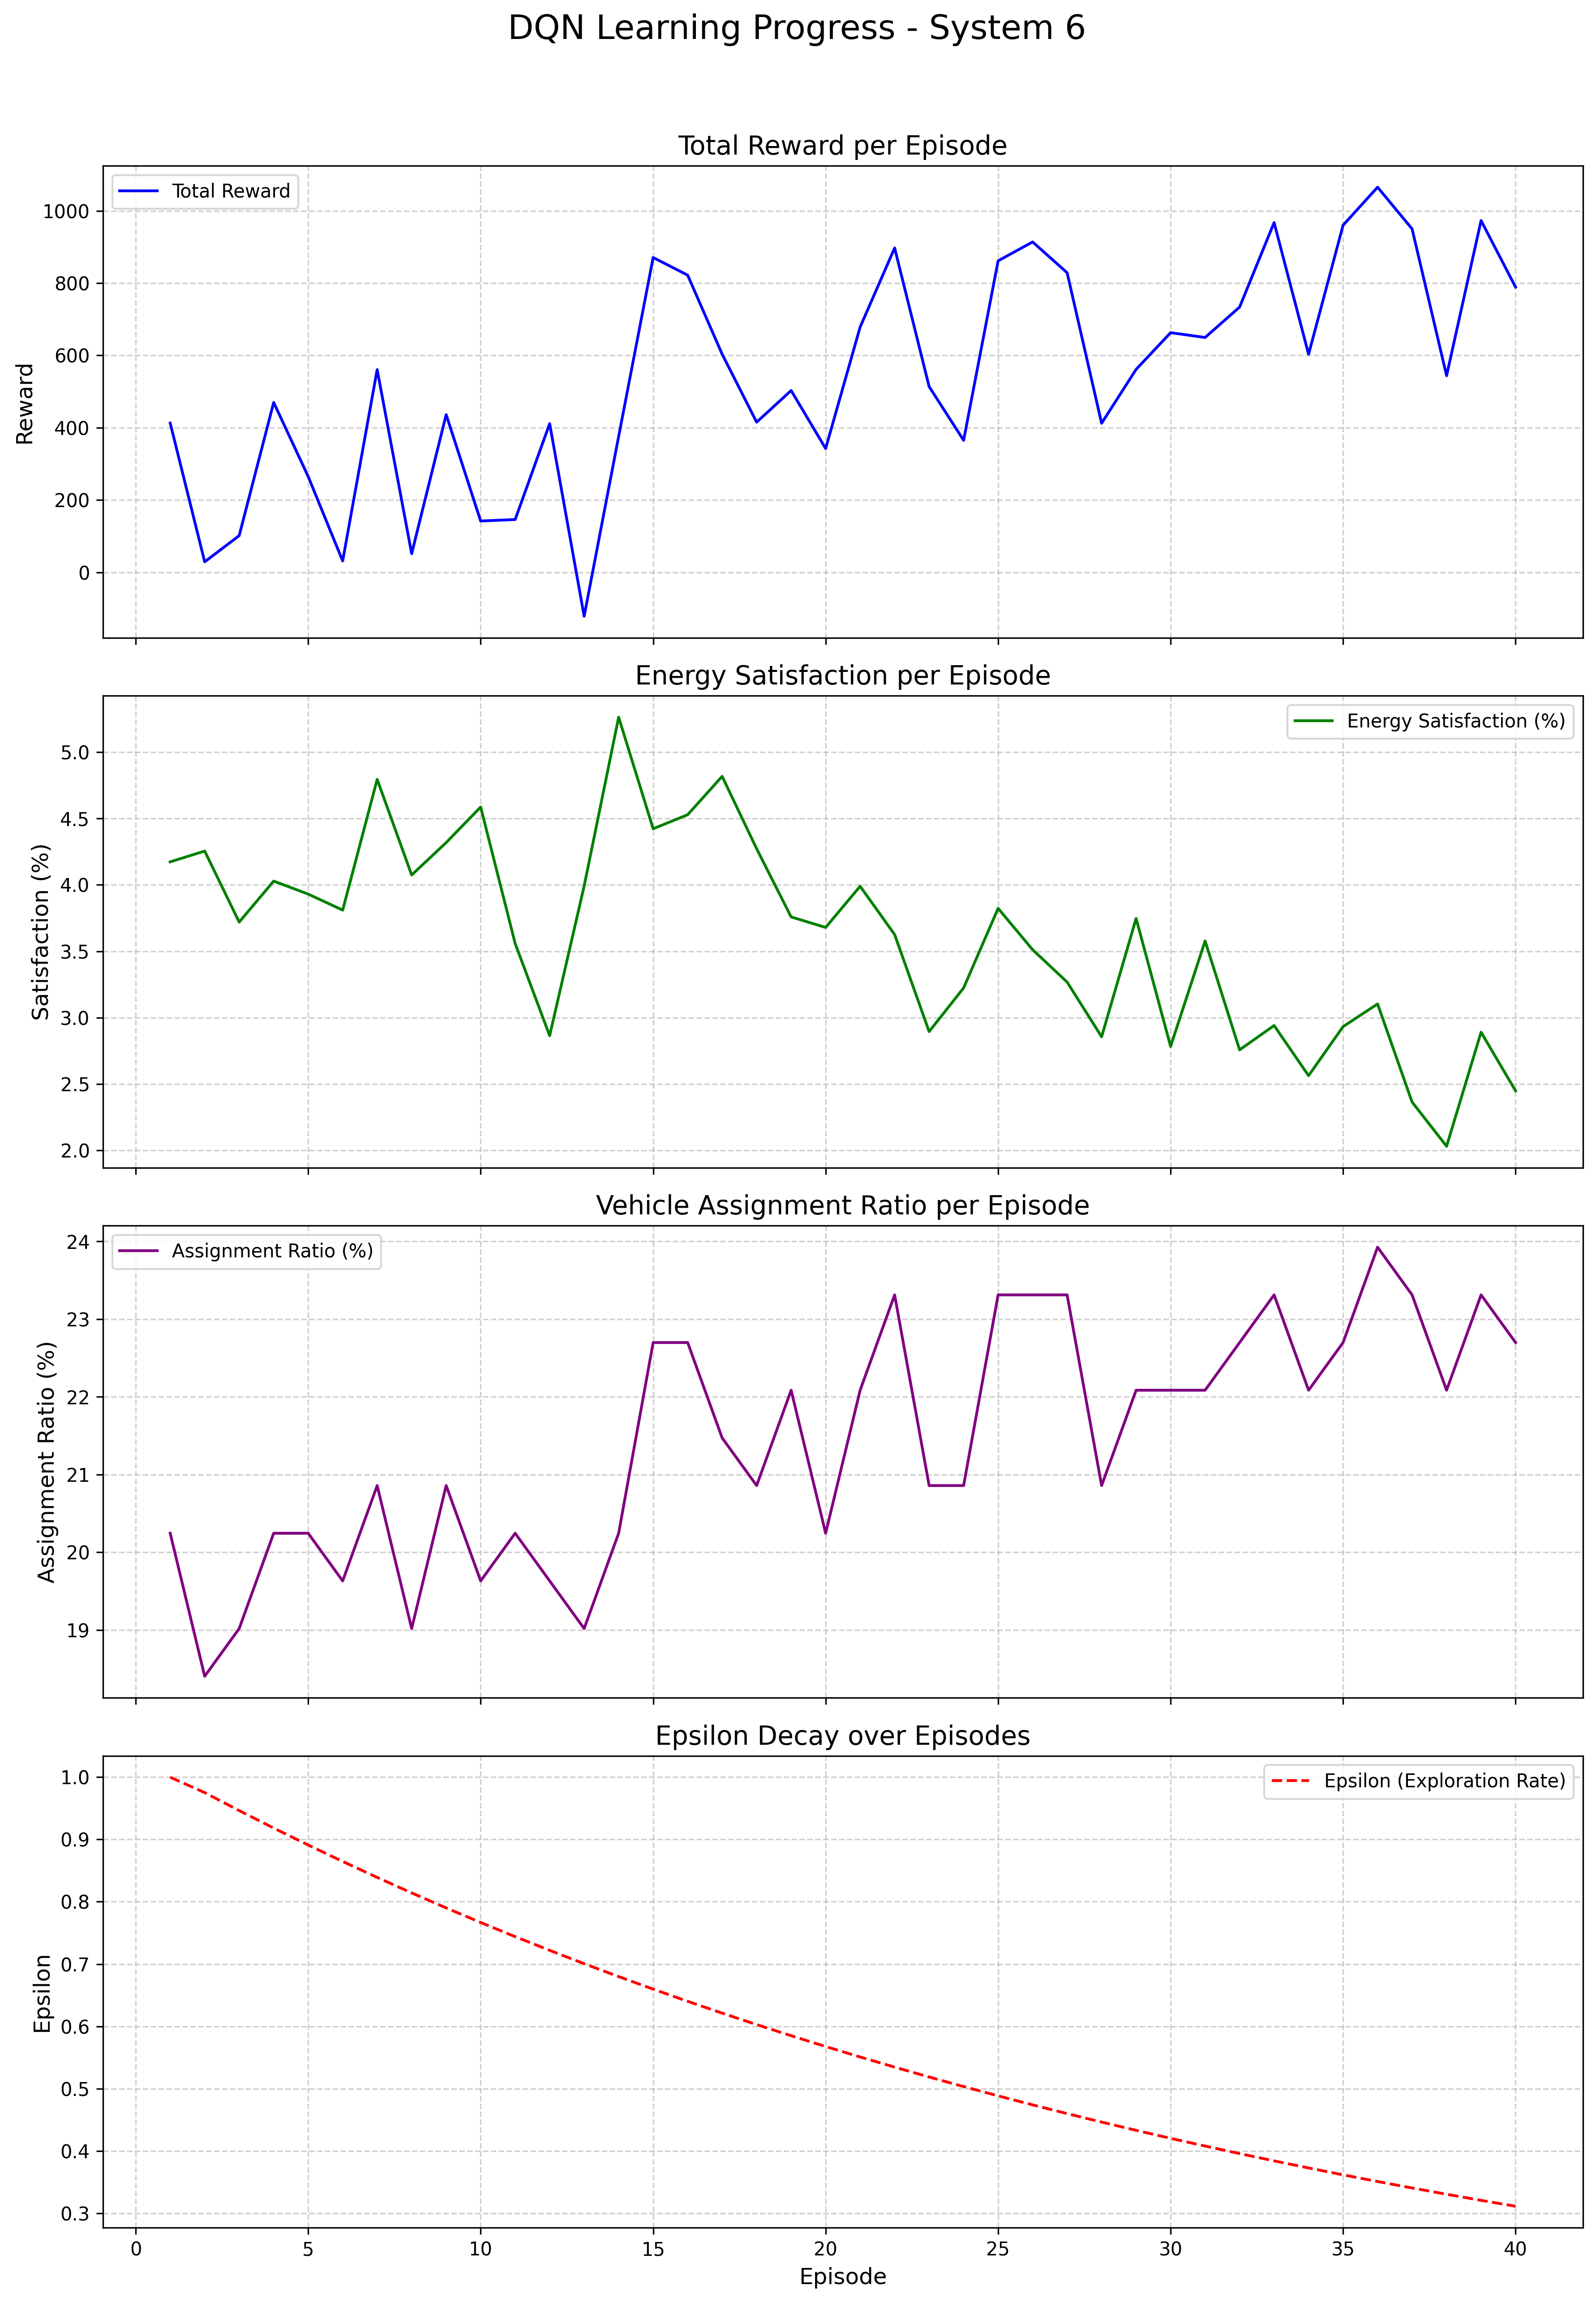 DQN Learning Progress - System 6
Total Reward per Episode
Total Reward
Reward
1000
800
600
400
200
0
Energy Satisfaction per Episode
Energy Satisfaction (%)
Satisfaction (%)
5.0
4.5
4.0
3.5
3.0
2.5
2.0
Vehicle Assignment Ratio per Episode
Assignment Ratio (%)
Assignment Ratio (%)
24
23
22
21
20
19
Epsilon Decay over Episodes
Epsilon (Exploration Rate)
Epsilon
1.0
0.9
0.8
0.7
0.6
0.5
0.4
0.3
0 5 10 15 20 25 30 35 40
Episode